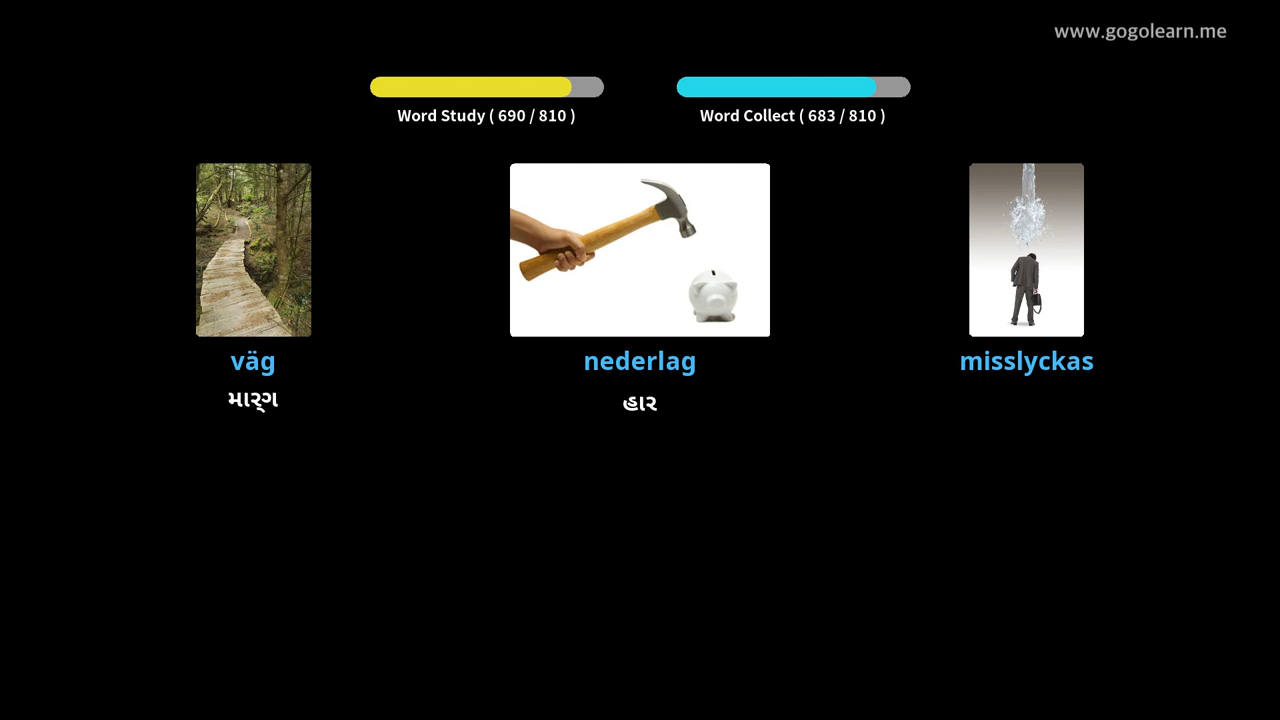 www.gogolearn.me
Word Study ( 690 / 810 )
Word Collect ( 683 / 810 )
väg
nederlag
misslyckas
માર્ગ
હાર